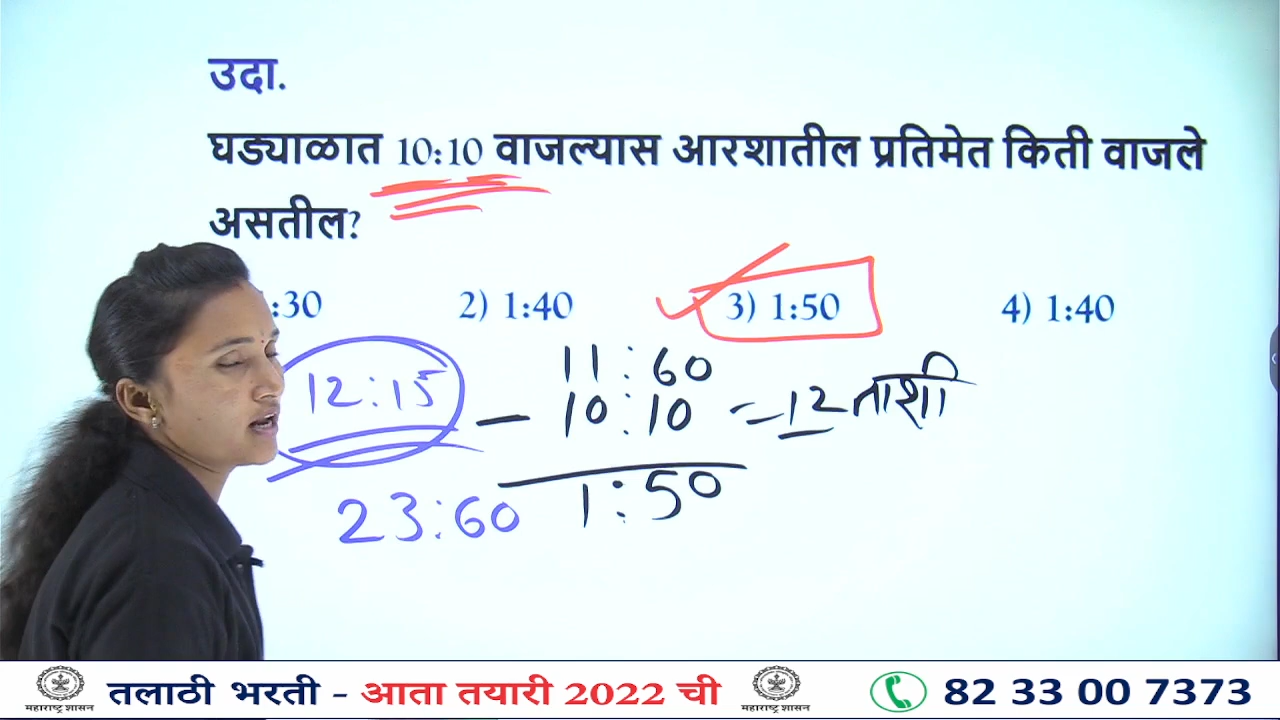 उदा.
घड्याळात 10:10 वाजल्यास आरशातील प्रतिमेत किती वाजले
असतील?
:30
2) 1:40
3) 1:50
4) 1:40
12:15
11:60
- 10:10 = 12 ताशी
1:50
23:60
महाराष्ट्र शासन
तलाठी भरती - आता तयारी 2022 ची
महाराष्ट्र शासन
82 33 00 7373